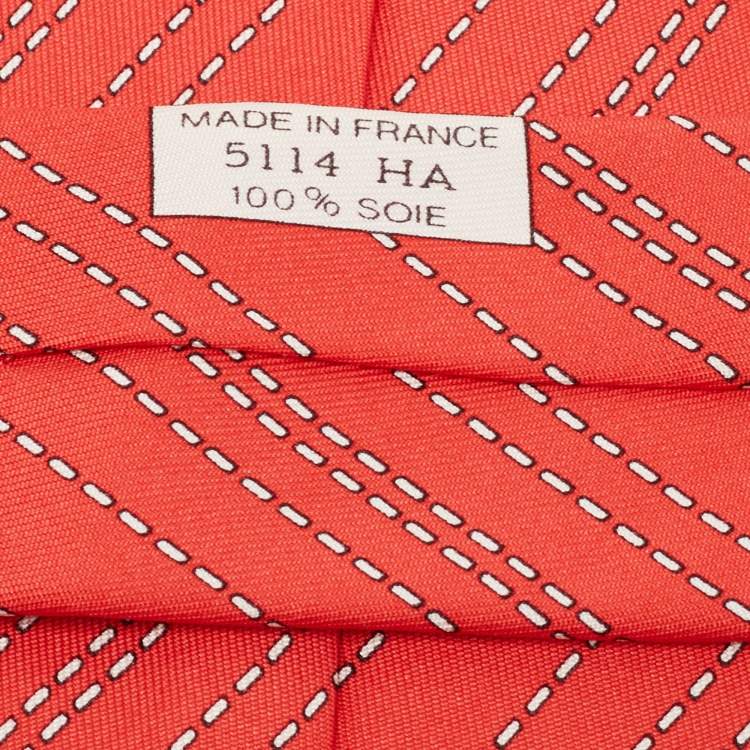 MADE IN FRANCE
5114 HA
100% SOIE